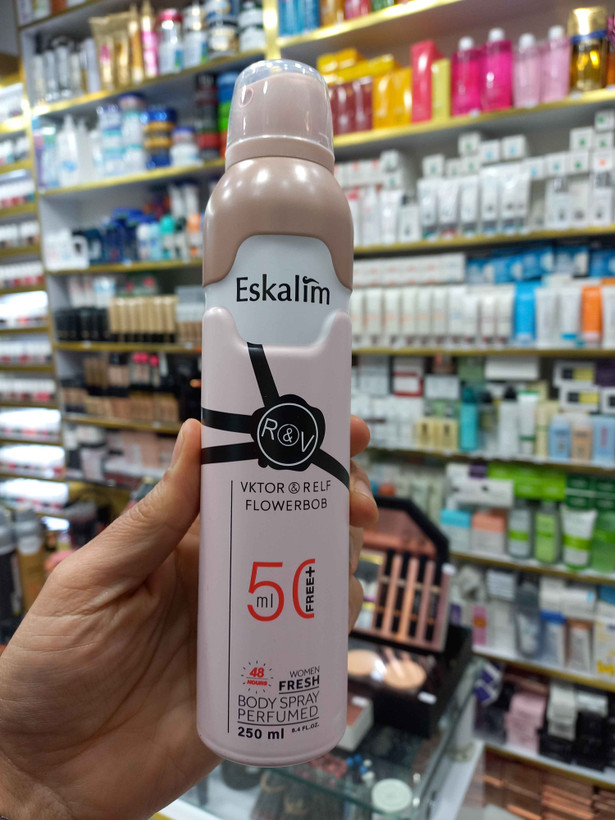 Eskalim
R&V
VKTOR & RELF
FLOWERBOB
50
ml
FREE+
48
HOURS
WOMEN
FRESH
BODY SPRAY
PERFUMED
250 ml 8.4 FL.OZ.